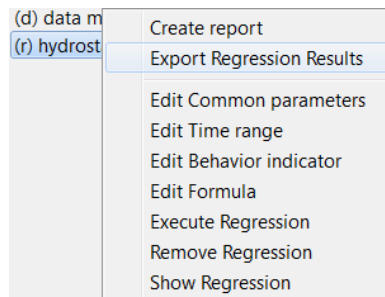 (d) data m
(r) hydrost
Create report
Export Regression Results
Edit Common parameters
Edit Time range
Edit Behavior indicator
Edit Formula
Execute Regression
Remove Regression
Show Regression